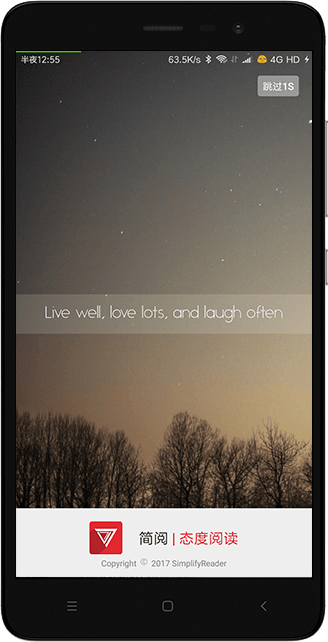 半夜12:55 63.5K/s 4G HD
跳过1S
Live well, love lots, and laugh often
简阅 | 态度阅读
Copyright © 2017 SimplifyReader